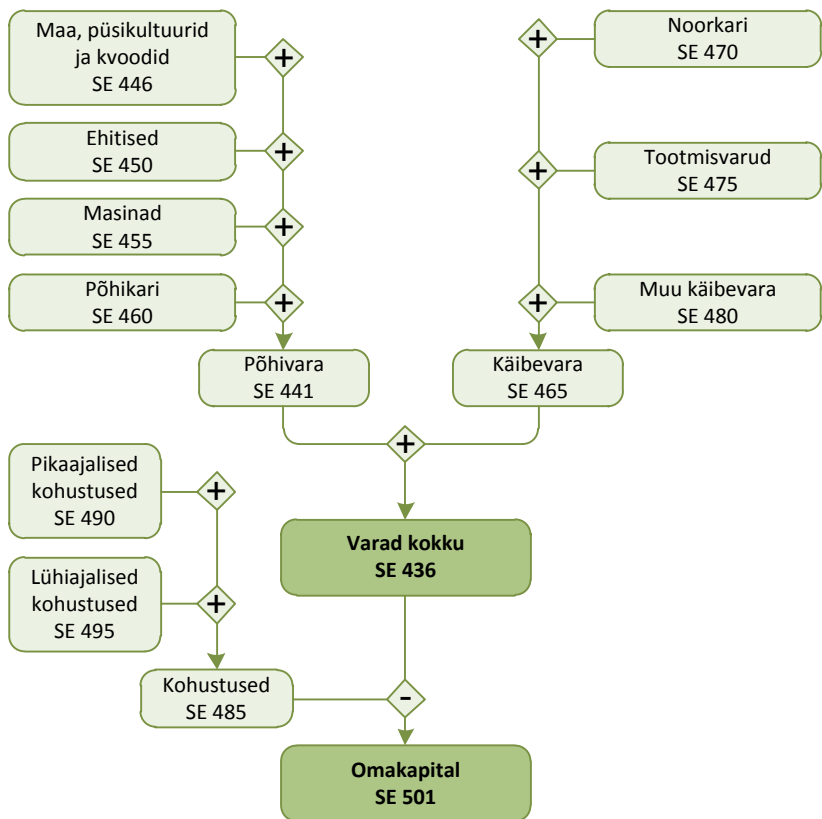 Maa, püsikultuurid
ja kvoodid
SE 446
+
Ehitised
SE 450
+
Masinad
SE 455
+
Põhikari
SE 460
+
Põhivara
SE 441
Noorkari
SE 470
+
Tootmisvarud
SE 475
+
Muu käibevara
SE 480
+
Käibevara
SE 465
+
Pikaajalised
kohustused
SE 490
+
Lühiajalised
kohustused
SE 495
+
Kohustused
SE 485
Varad kokku
SE 436
-
Omakapital
SE 501